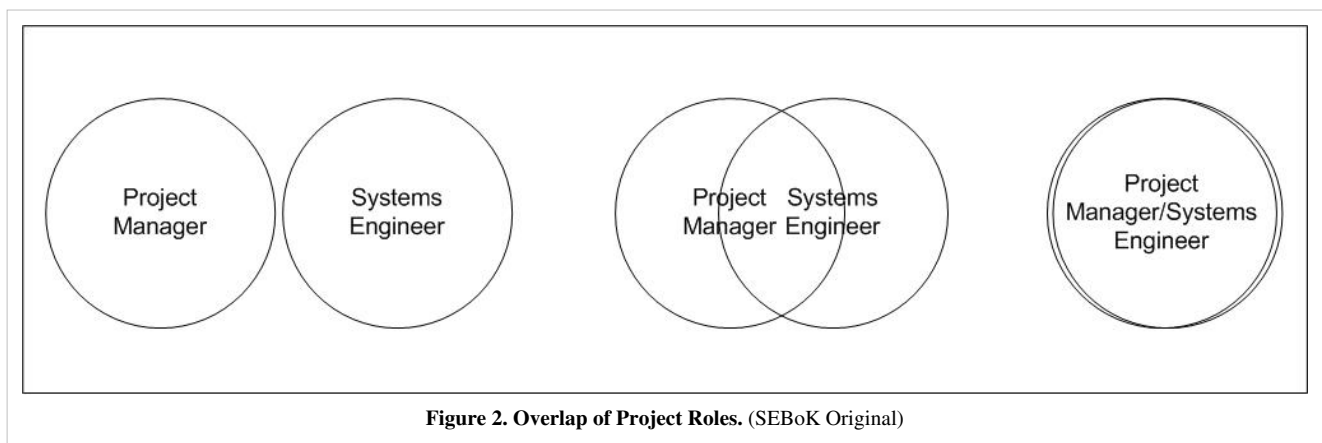 Project
Manager
Systems
Engineer
Project
Manager
Systems
Engineer
Project
Manager/Systems
Engineer
Figure 2. Overlap of Project Roles. (SEBoK Original)